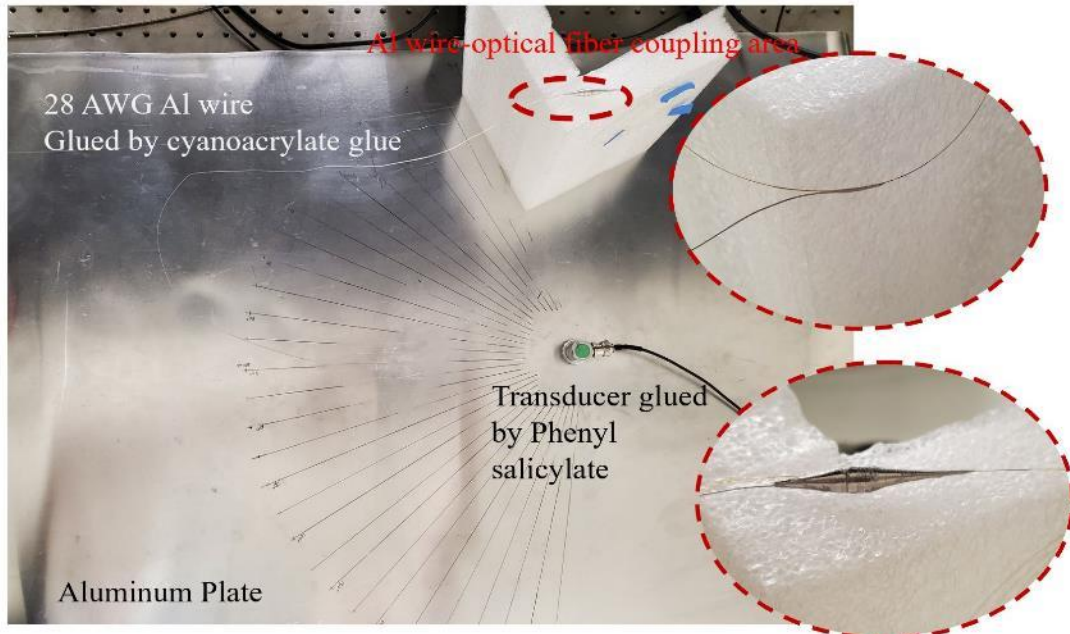 Al wire-optical fiber coupling area
28 AWG Al wire
Glued by cyanoacrylate glue
Transducer glued
by Phenyl
salicylate
Aluminum Plate